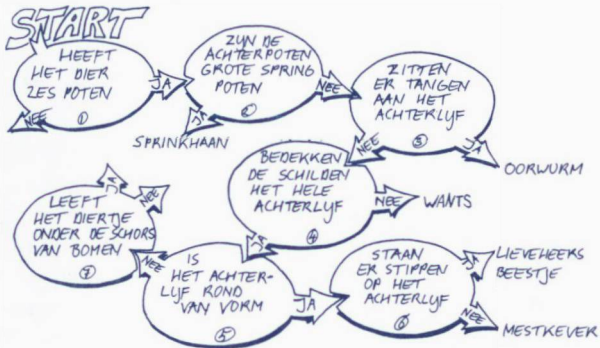 START
HEEFT
HET DIER
ZES POTEN
①
NEE
JA
ZIJN DE
ACHTERPOTEN
GROTE SPRING
POTEN
②
JA
NEE
SPRINKHAAN
ZITTEN
ER TANGEN
AAN HET
ACHTERLIJF
③
NEE
JA
OORWURM
BEDEKKEN
DE SCHILDEN
HET HELE
ACHTERLIJF
④
JA
NEE
WANTS
IS
HET ACHTER-
LIJF ROND
VAN VORM
⑤
NEE
JA
STAAN
ER STIPPEN
OP HET
ACHTERLIJF
⑥
JA
LIEVEHEERS
BEESTJE
NEE
MESTKEVER
LEEFT
HET DIERTJE
ONDER DE SCHORS
VAN BOMEN
⑦
JA
NEE